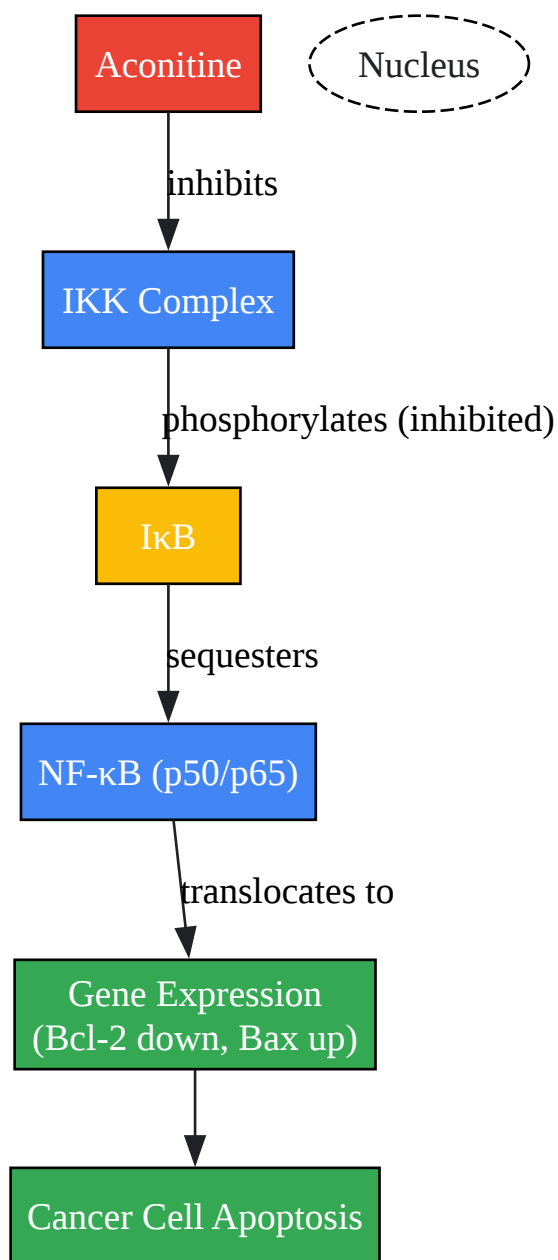 Aconitine
Nucleus
inhibits
IKK Complex
phosphorylates (inhibited)
IκB
sequesters
NF-κB (p50/p65)
translocates to
Gene Expression
(Bcl-2 down, Bax up)
Cancer Cell Apoptosis